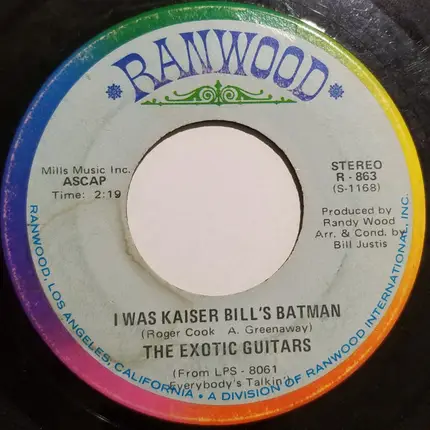 RANWOOD
Mills Music Inc.
ASCAP
Time: 2:19
STEREO
R - 863
(S-1168)
Produced by
Randy Wood
Arr. & Cond. by
Bill Justis
I WAS KAISER BILL'S BATMAN
(Roger Cook A. Greenaway)
THE EXOTIC GUITARS
(From LPS - 8061
Everybody's Talkin')
RANWOOD, LOS ANGELES, CALIFORNIA • A DIVISION OF RANWOOD INTERNATIONAL, INC.